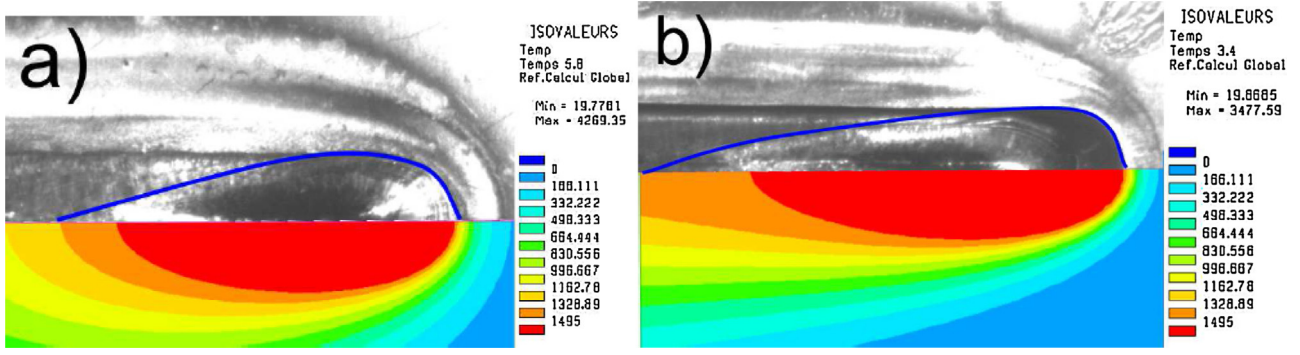 a)
ISOVALEURS
Temp
Temps 5.8
Ref.Calcul Global
Min = 19.7781
Max = 4269.35
0
166.111
332.222
498.333
664.444
830.556
996.667
1162.78
1328.89
1495
b)
ISOVALEURS
Temp
Temps 3.4
Ref.Calcul Global
Min = 19.8685
Max = 3477.59
0
166.111
332.222
498.333
664.444
830.556
996.667
1162.78
1328.89
1495